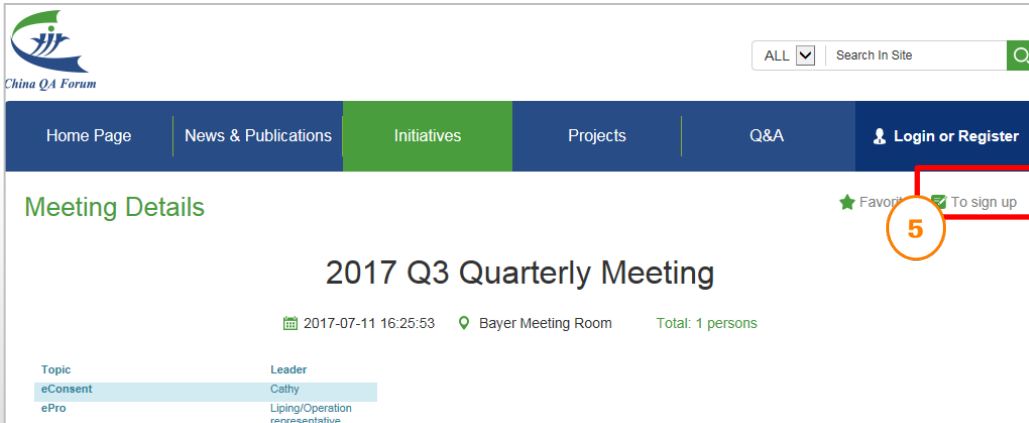 China QA Forum
ALL Search In Site
Home Page News & Publications Initiatives Projects Q&A Login or Register
Meeting Details
5 To sign up
2017 Q3 Quarterly Meeting
2017-07-11 16:25:53 Bayer Meeting Room Total: 1 persons
Topic Leader
eConsent Cathy
ePro Liping/Operation
representative